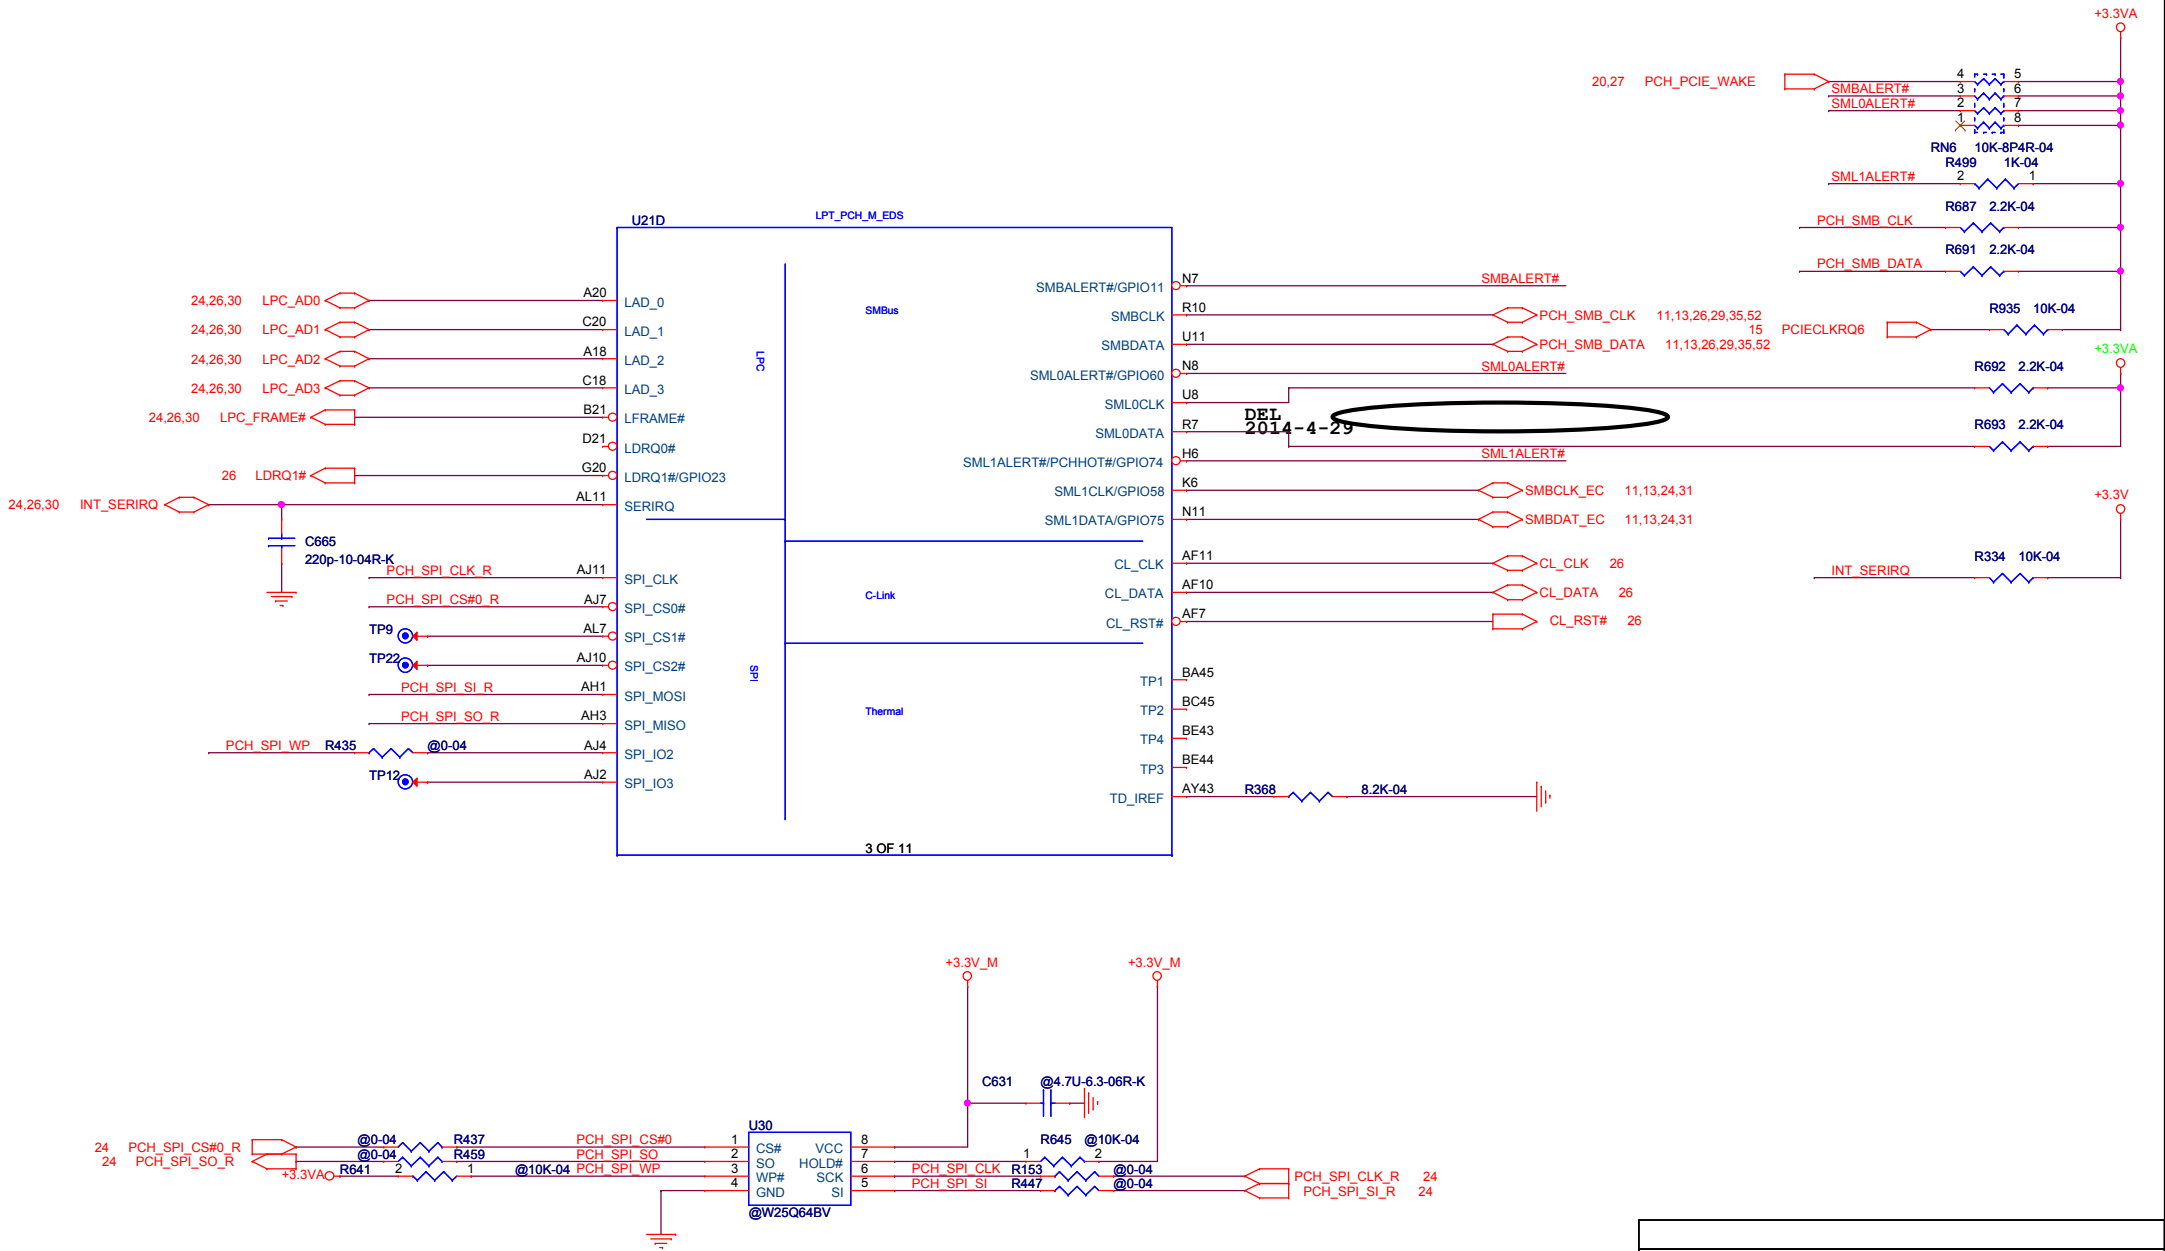 +3.3VA
20,27 PCH_PCIE_WAKE 4 5
SMBALERT# 3 6
SML0ALERT# 2 7
1 8
RN6 10K-8P4R-04
R499 1K-04
SML1ALERT# 2 1
R687 2.2K-04
PCH_SMB_CLK
R691 2.2K-04
PCH_SMB_DATA
R935 10K-04
15 PCIECLKRQ6
+3.3VA
R692 2.2K-04
R693 2.2K-04
+3.3V
R334 10K-04
INT_SERIRQ
U21D LPT_PCH_M_EDS
24,26,30 LPC_AD0 A20 LAD_0
24,26,30 LPC_AD1 C20 LAD_1
24,26,30 LPC_AD2 A18 LAD_2
24,26,30 LPC_AD3 C18 LAD_3
24,26,30 LPC_FRAME# B21 LFRAME#
D21 LDRQ0#
26 LDRQ1# G20 LDRQ1#/GPIO23
24,26,30 INT_SERIRQ AL11 SERIRQ
C665
220p-10-04R-K
PCH_SPI_CLK_R AJ11 SPI_CLK
PCH_SPI_CS#0_R AJ7 SPI_CS0#
TP9 AL7 SPI_CS1#
TP22 AJ10 SPI_CS2#
PCH_SPI_SI_R AH1 SPI_MOSI
PCH_SPI_SO_R AH3 SPI_MISO
PCH_SPI_WP R435 @0-04 AJ4 SPI_IO2
TP12 AJ2 SPI_IO3
LPC
SPI
SMBus
C-Link
Thermal
SMBALERT#/GPIO11 N7 SMBALERT#
SMBCLK R10 PCH_SMB_CLK 11,13,26,29,35,52
SMBDATA U11 PCH_SMB_DATA 11,13,26,29,35,52
SML0ALERT#/GPIO60 N8 SML0ALERT#
SML0CLK U8
DEL
2014-4-29
SML0DATA R7
SML1ALERT#/PCHHOT#/GPIO74 H6 SML1ALERT#
SML1CLK/GPIO58 K6 SMBCLK_EC 11,13,24,31
SML1DATA/GPIO75 N11 SMBDAT_EC 11,13,24,31
CL_CLK AF11 CL_CLK 26
CL_DATA AF10 CL_DATA 26
CL_RST# AF7 CL_RST# 26
TP1 BA45
TP2 BC45
TP4 BE43
TP3 BE44
TD_IREF AY43 R368 8.2K-04
3 OF 11
+3.3V_M +3.3V_M
C631 @4.7U-6.3-06R-K
U30
24 PCH_SPI_CS#0_R @0-04 R437 PCH_SPI_CS#0 1 CS# VCC 8
R645 @10K-04
24 PCH_SPI_SO_R @0-04 R459 PCH_SPI_SO 2 SO HOLD# 7 1 2
+3.3VA R641 2 1 @10K-04 PCH_SPI_WP 3 WP# SCK 6 PCH_SPI_CLK R153 @0-04 PCH_SPI_CLK_R 24
4 GND SI 5 PCH_SPI_SI R447 @0-04 PCH_SPI_SI_R 24
@W25Q64BV